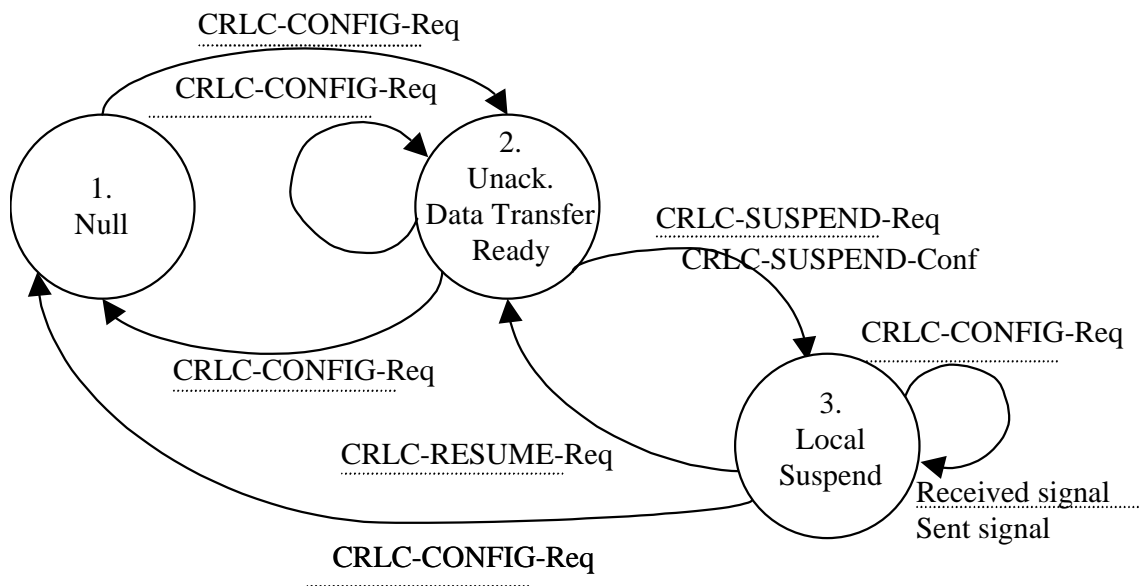 CRLC-CONFIG-Req
CRLC-CONFIG-Req
1.
Null
2.
Unack.
Data Transfer
Ready
CRLC-SUSPEND-Req
CRLC-SUSPEND-Conf
CRLC-CONFIG-Req
CRLC-CONFIG-Req
3.
Local
Suspend
CRLC-RESUME-Req
Received signal
Sent signal
CRLC-CONFIG-Req